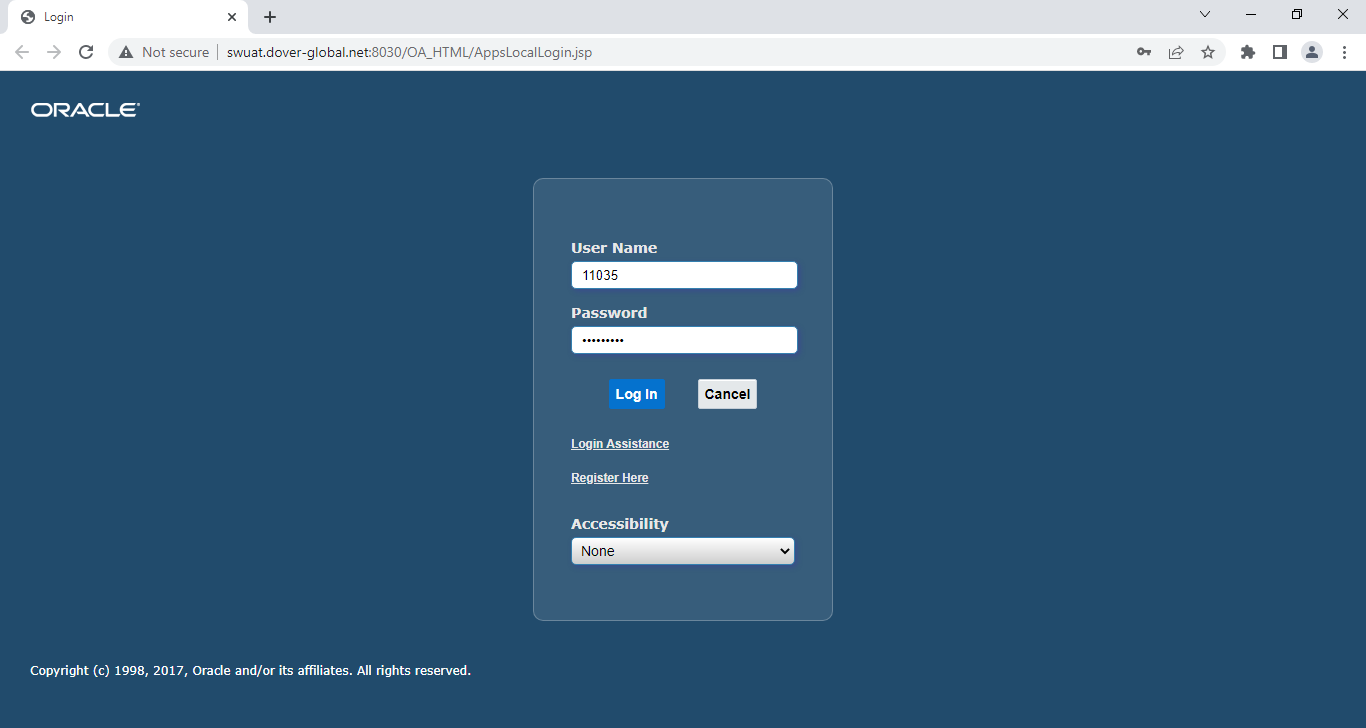 Login
Not secure
swuat.dover-global.net:8030/OA_HTML/AppsLocalLogin.jsp
ORACLE
User Name
11035
Password
•••••••••
Log In Cancel
Login Assistance
Register Here
Accessibility
None
Copyright (c) 1998, 2017, Oracle and/or its affiliates. All rights reserved.